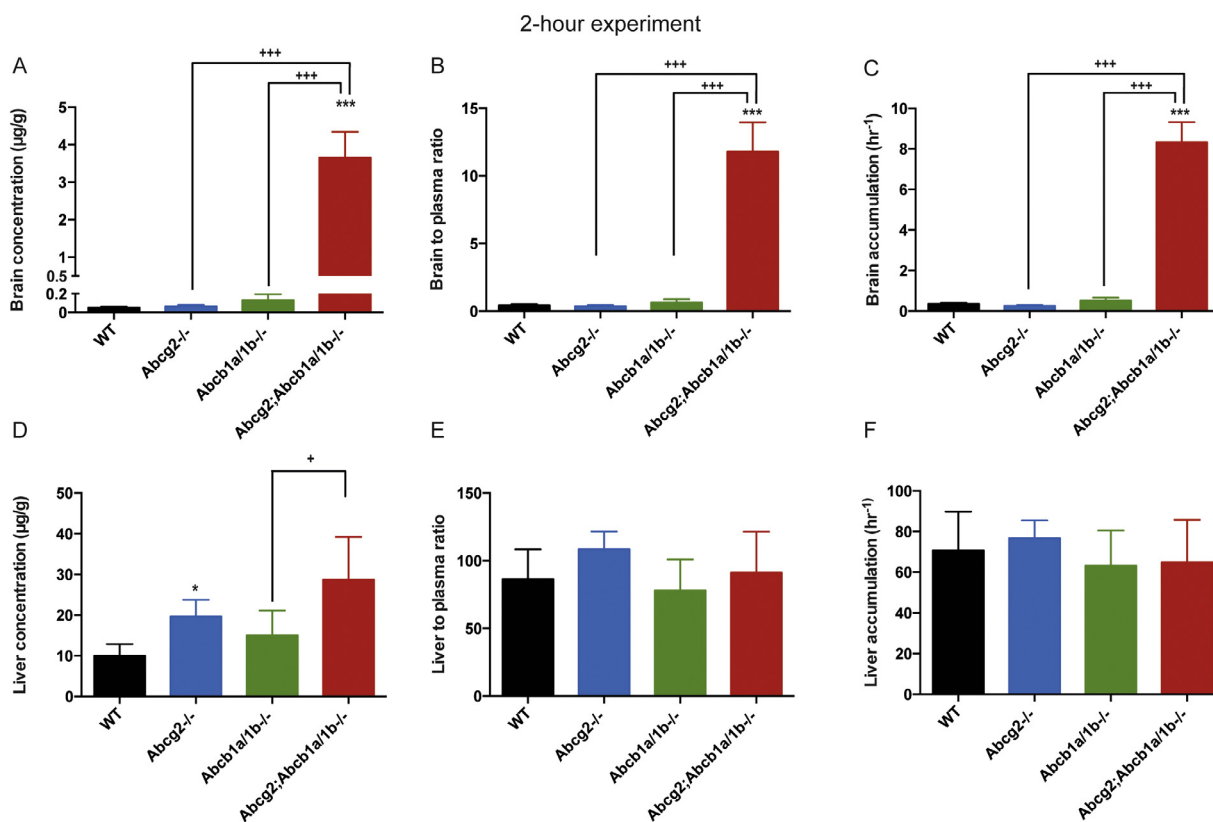 2-hour experiment
A
+++
+++
***
Brain concentration (µg/g)
5
4
3
2
1
0.5
0.2
0
WT
Abcg2-/-
Abcb1a/1b-/-
Abcg2;Abcb1a/1b-/-
B
+++
+++
***
Brain to plasma ratio
15
10
5
0
WT
Abcg2-/-
Abcb1a/1b-/-
Abcg2;Abcb1a/1b-/-
C
+++
+++
***
Brain accumulation (hr⁻¹)
10
8
6
4
2
0
WT
Abcg2-/-
Abcb1a/1b-/-
Abcg2;Abcb1a/1b-/-
D
+
*
Liver concentration (µg/g)
50
40
30
20
10
0
WT
Abcg2-/-
Abcb1a/1b-/-
Abcg2;Abcb1a/1b-/-
E
Liver to plasma ratio
150
100
50
0
WT
Abcg2-/-
Abcb1a/1b-/-
Abcg2;Abcb1a/1b-/-
F
Liver accumulation (hr⁻¹)
100
80
60
40
20
0
WT
Abcg2-/-
Abcb1a/1b-/-
Abcg2;Abcb1a/1b-/-